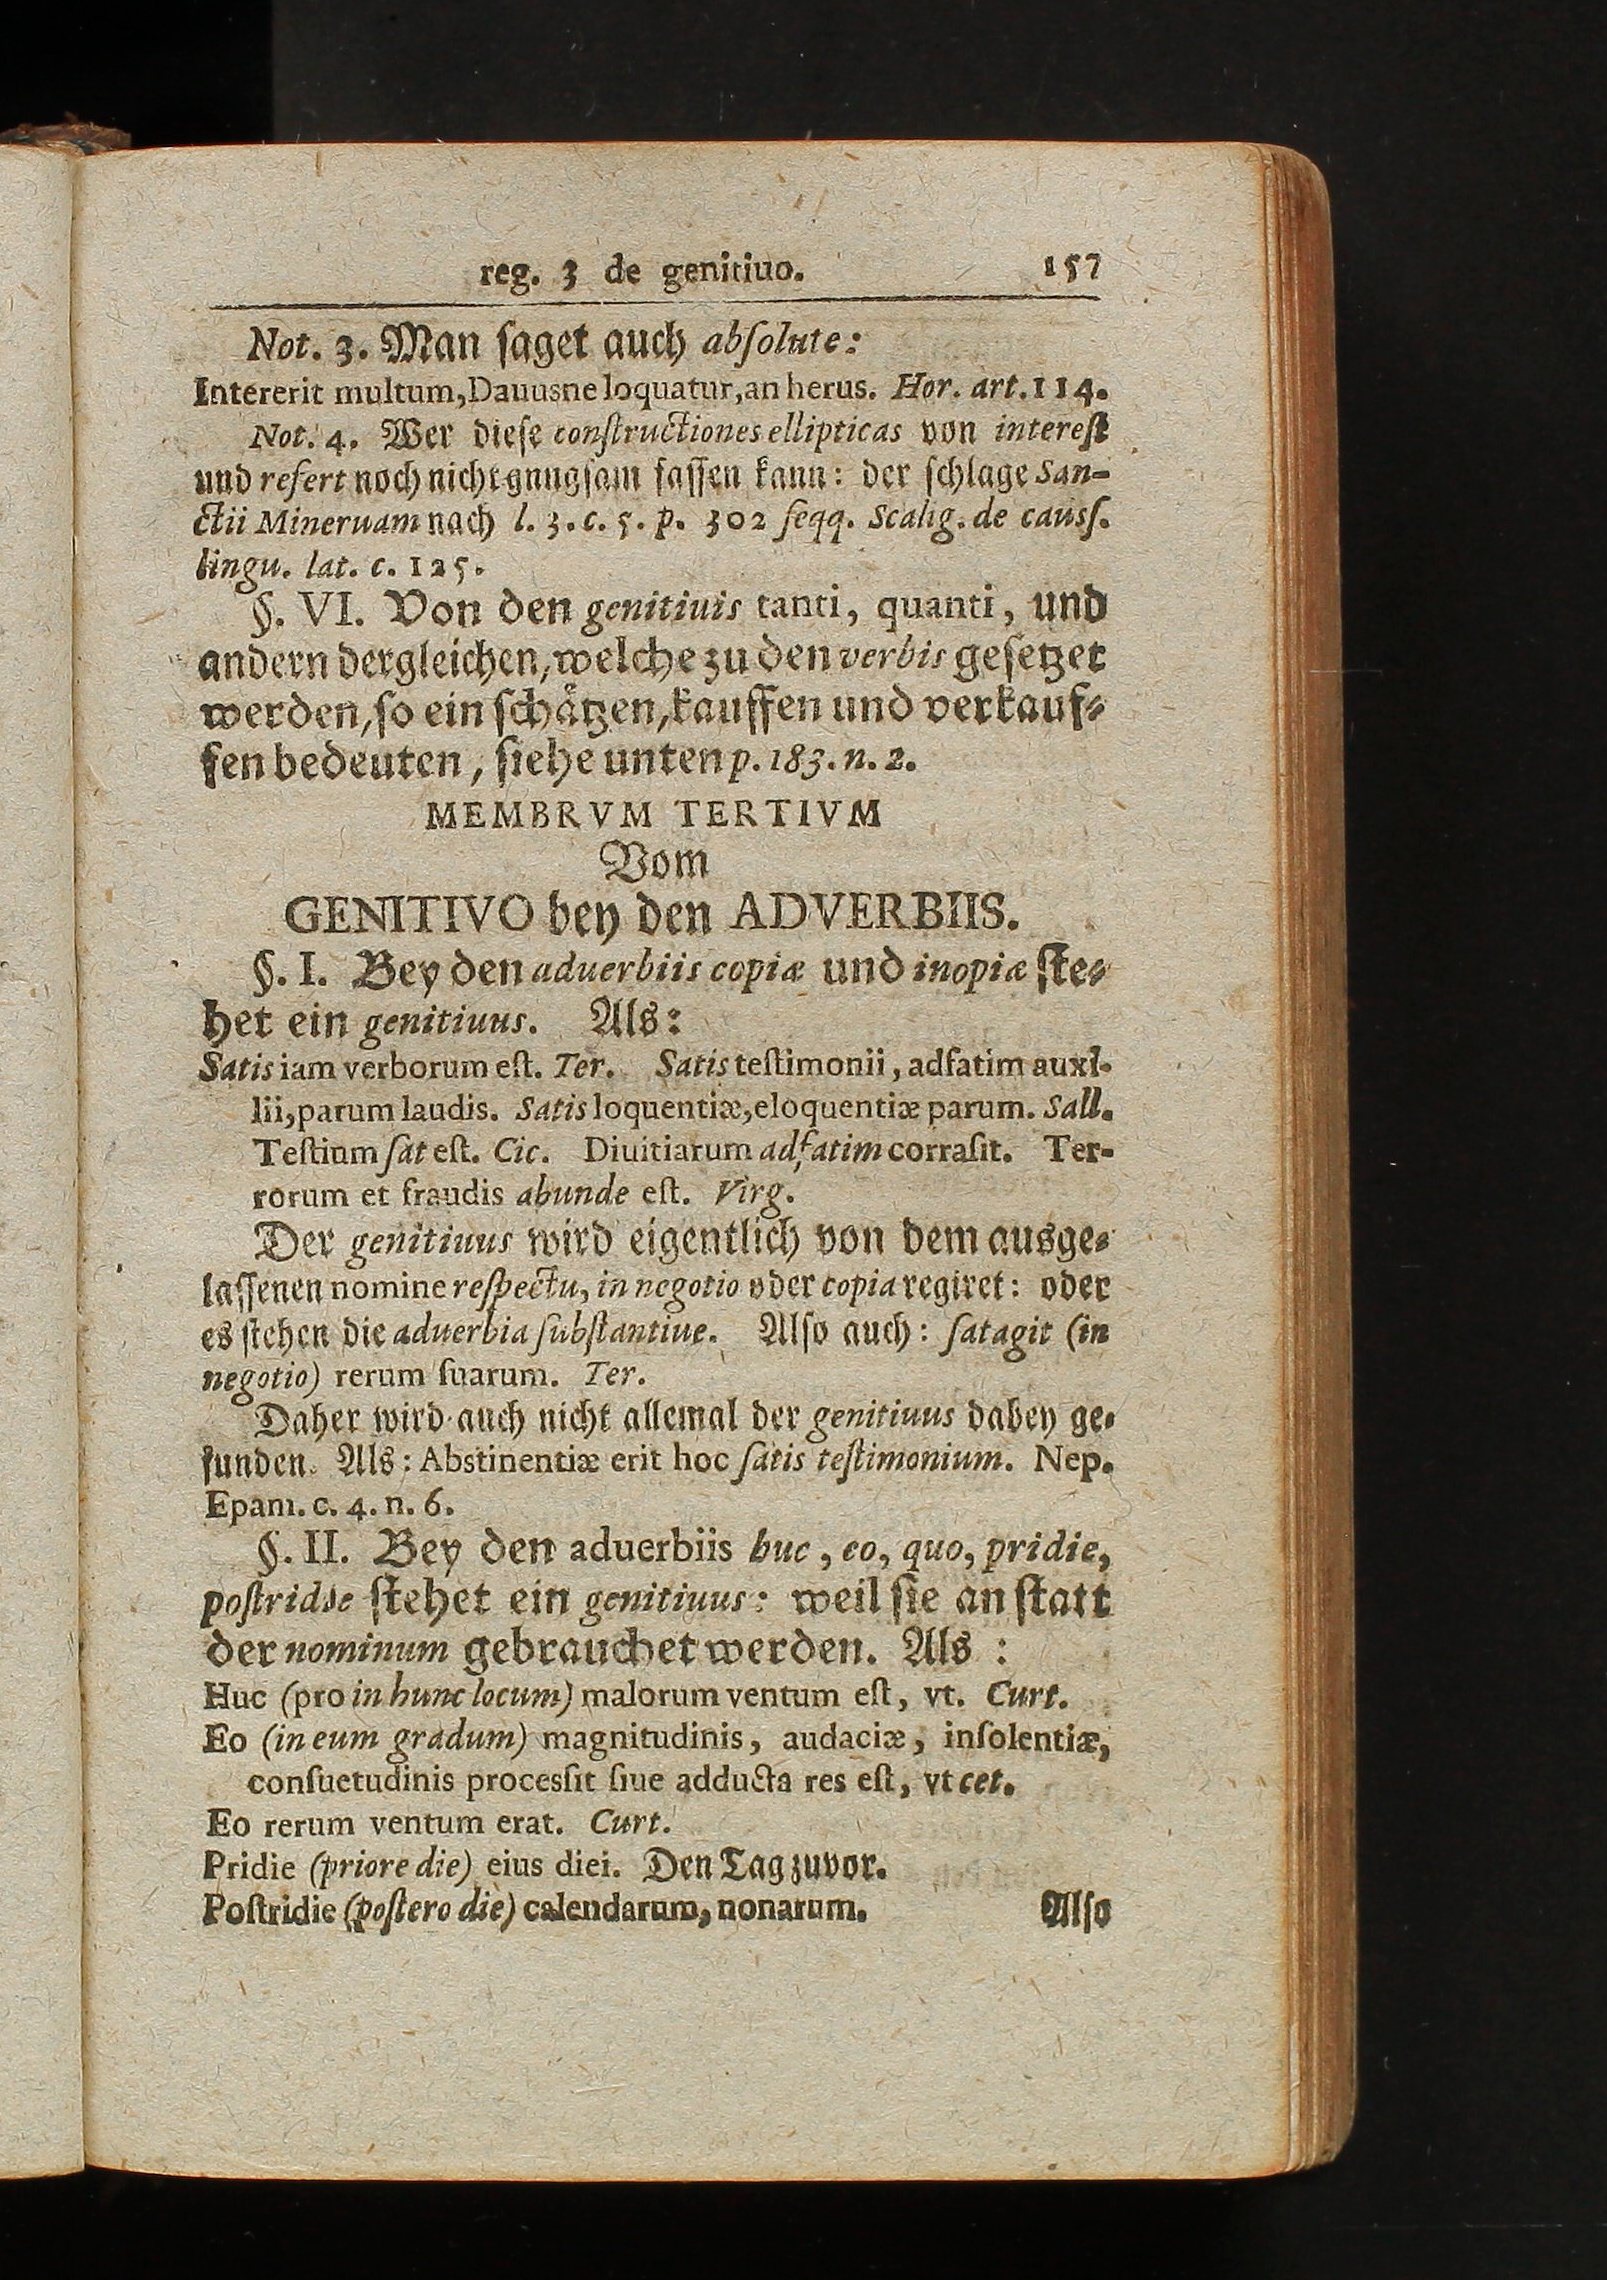 reg. 3 de genitiuo. 157
Not. 3. Man ſaget auch abſolute:
Intererit multum, Dauusne loquatur, an herus. Hor. art. 114.
Not. 4. Wer dieſe conſtructiones ellipticas von intereſt
und refert noch nicht gnugſam faſſen kann: der ſchlage San-
ctii Mineruam nach l. 3. c. 5. p. 302 ſeqq. Scalig. de cauſſ.
lingu. lat. c. 125.
§. VI. Von den genitiuis tanti, quanti, und
andern dergleichen, welche zu den verbis geſetzet
werden, ſo ein ſchåtzen, kauffen und verkauf-
fen bedeuten, ſiehe unten p. 183. n. 2.
MEMBRVM TERTIVM
Vom
GENITIVO bey den ADVERBIIS.
§. I. Bey den aduerbiis copiæ und inopiæ ſte-
het ein genitiuus. Als:
Satis iam verborum eſt. Ter. Satis teſtimonii, adfatim auxi-
lii, parum laudis. Satis loquentiæ, eloquentiæ parum. Sall.
Teſtium ſat eſt. Cic. Diuitiarum adfatim corraſit. Ter-
rorum et fraudis abunde eſt. Virg.
Der genitiuus wird eigentlich von dem ausge-
laſſenen nomine reſpectu, in negotio oder copia regiret: oder
es ſtehen die aduerbia ſubſtantiue. Alſo auch: ſatagit (in
negotio) rerum ſuarum. Ter.
Daher wird auch nicht allemal der genitiuus dabey ge-
funden. Als: Abstinentiæ erit hoc ſatis teſtimonium. Nep.
Epam. c. 4. n. 6.
§. II. Bey den aduerbiis huc, eo, quo, pridie,
poſtridie ſtehet ein genitiuus: weil ſie an ſtatt
der nominum gebrauchet werden. Als:
Huc (pro in hunc locum) malorum ventum eſt, vt. Curt.
Eo (in eum gradum) magnitudinis, audaciæ, inſolentiæ,
conſuetudinis proceſſit ſiue adducta res eſt, vt cet.
Eo rerum ventum erat. Curt.
Pridie (priore die) eius diei. Den Tag zuvor.
Poſtridie (poſtero die) calendarum, nonarum. Alſo